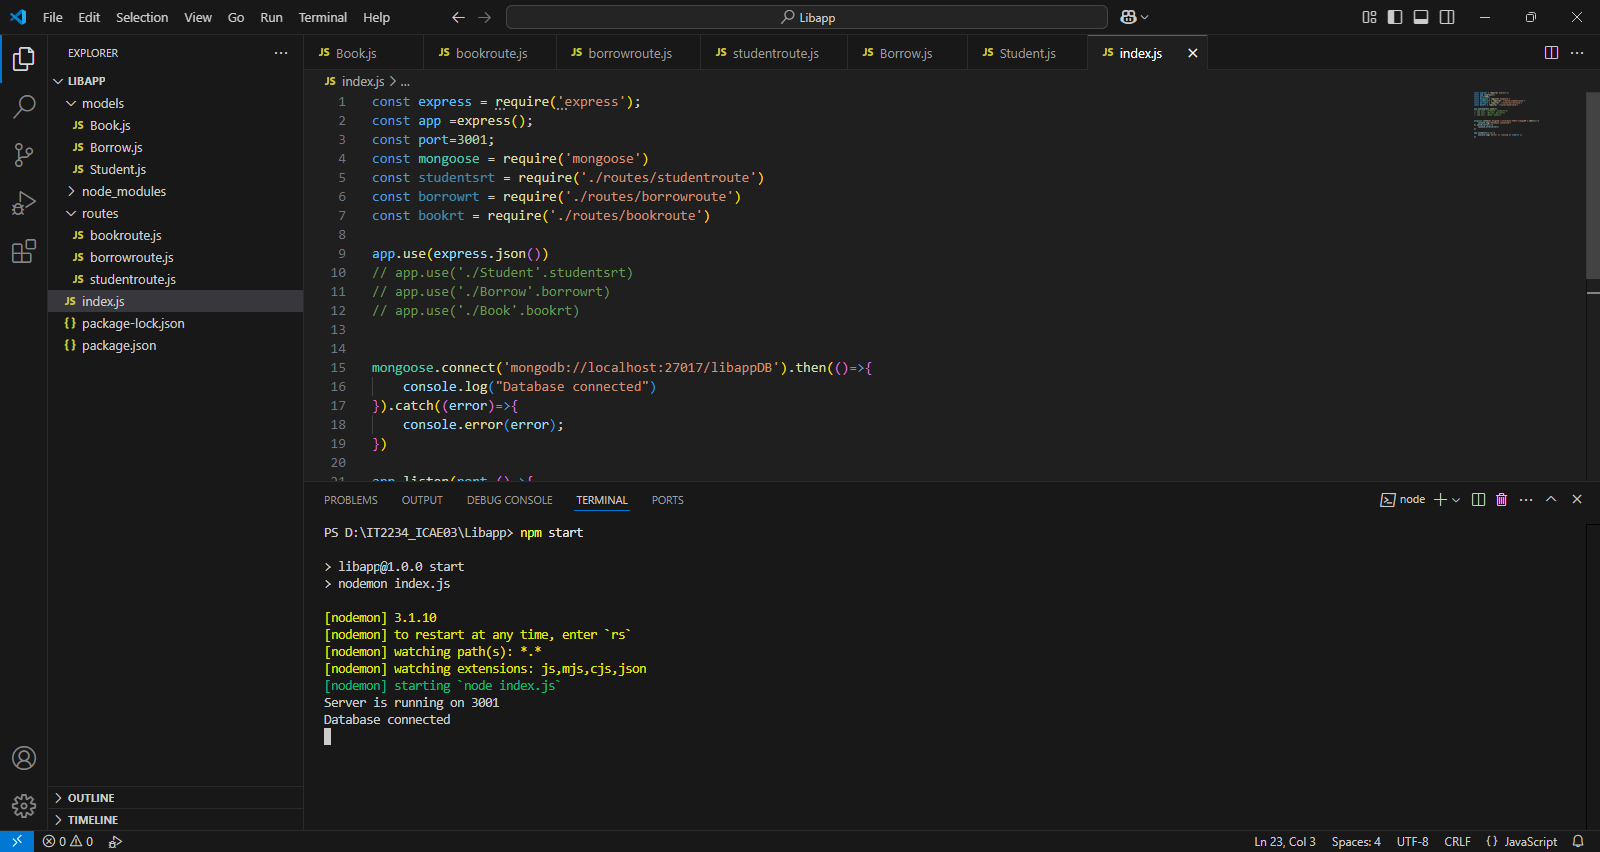 File Edit Selection View Go Run Terminal Help
Libapp
EXPLORER
LIBAPP
models
JS Book.js
JS Borrow.js
JS Student.js
node_modules
routes
JS bookroute.js
JS borrowroute.js
JS studentroute.js
JS index.js
{} package-lock.json
{} package.json
OUTLINE
TIMELINE
JS Book.js JS bookroute.js JS borrowroute.js JS studentroute.js JS Borrow.js JS Student.js JS index.js
JS index.js > ...
1 const express = require('express');
2 const app =express();
3 const port=3001;
4 const mongoose = require('mongoose')
5 const studentsrt = require('./routes/studentroute')
6 const borrowrt = require('./routes/borrowroute')
7 const bookrt = require('./routes/bookroute')
8
9 app.use(express.json())
10 // app.use('./Student'.studentsrt)
11 // app.use('./Borrow'.borrowrt)
12 // app.use('./Book'.bookrt)
13
14
15 mongoose.connect('mongodb://localhost:27017/libappDB').then(()=>{
16 console.log("Database connected")
17 }).catch((error)=>{
18 console.error(error);
19 })
20
21 app.listen(port,()=>{
PROBLEMS OUTPUT DEBUG CONSOLE TERMINAL PORTS
node
PS D:\IT2234_ICAE03\Libapp> npm start
> libapp@1.0.0 start
> nodemon index.js
[nodemon] 3.1.10
[nodemon] to restart at any time, enter `rs`
[nodemon] watching path(s): *.*
[nodemon] watching extensions: js,mjs,cjs,json
[nodemon] starting `node index.js`
Server is running on 3001
Database connected
0 0
Ln 23, Col 3 Spaces: 4 UTF-8 CRLF {} JavaScript